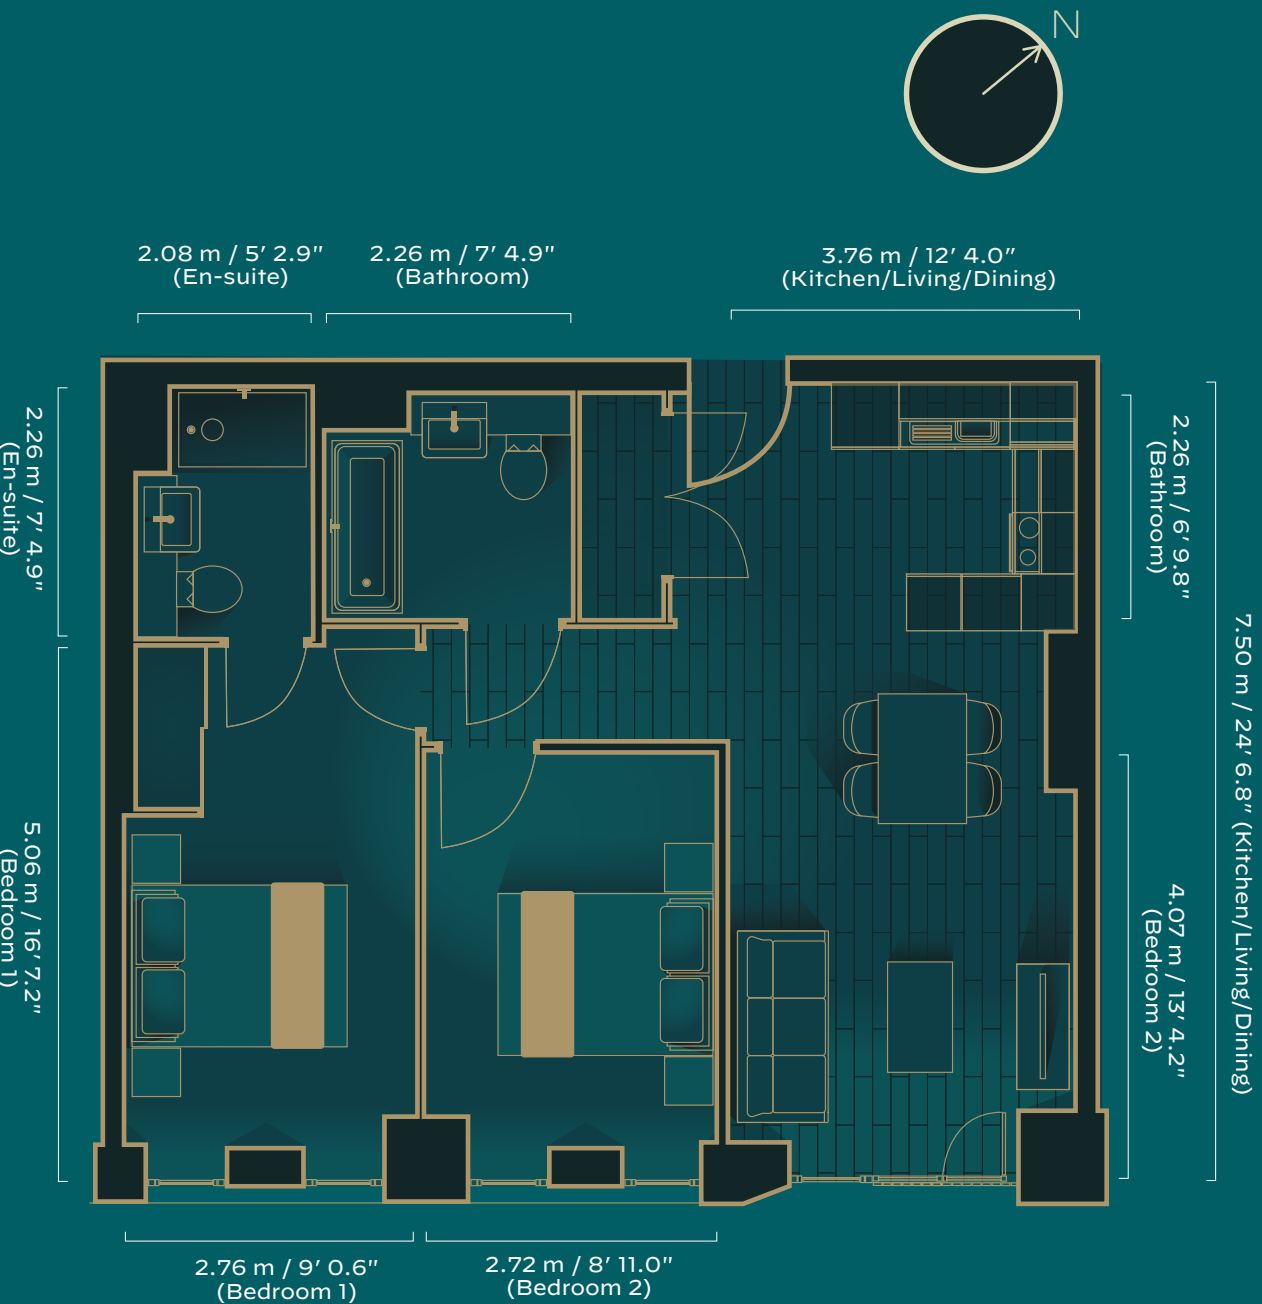 N
2.08 m / 5′ 2.9″
(En-suite)
2.26 m / 7′ 4.9″
(Bathroom)
3.76 m / 12′ 4.0″
(Kitchen/Living/Dining)
2.26 m / 7′ 4.9″
(En-suite)
5.06 m / 16′ 7.2″
(Bedroom 1)
2.26 m / 6′ 9.8″
(Bathroom)
4.07 m / 13′ 4.2″
(Bedroom 2)
7.50 m / 24′ 6.8″ (Kitchen/Living/Dining)
2.76 m / 9′ 0.6″
(Bedroom 1)
2.72 m / 8′ 11.0″
(Bedroom 2)